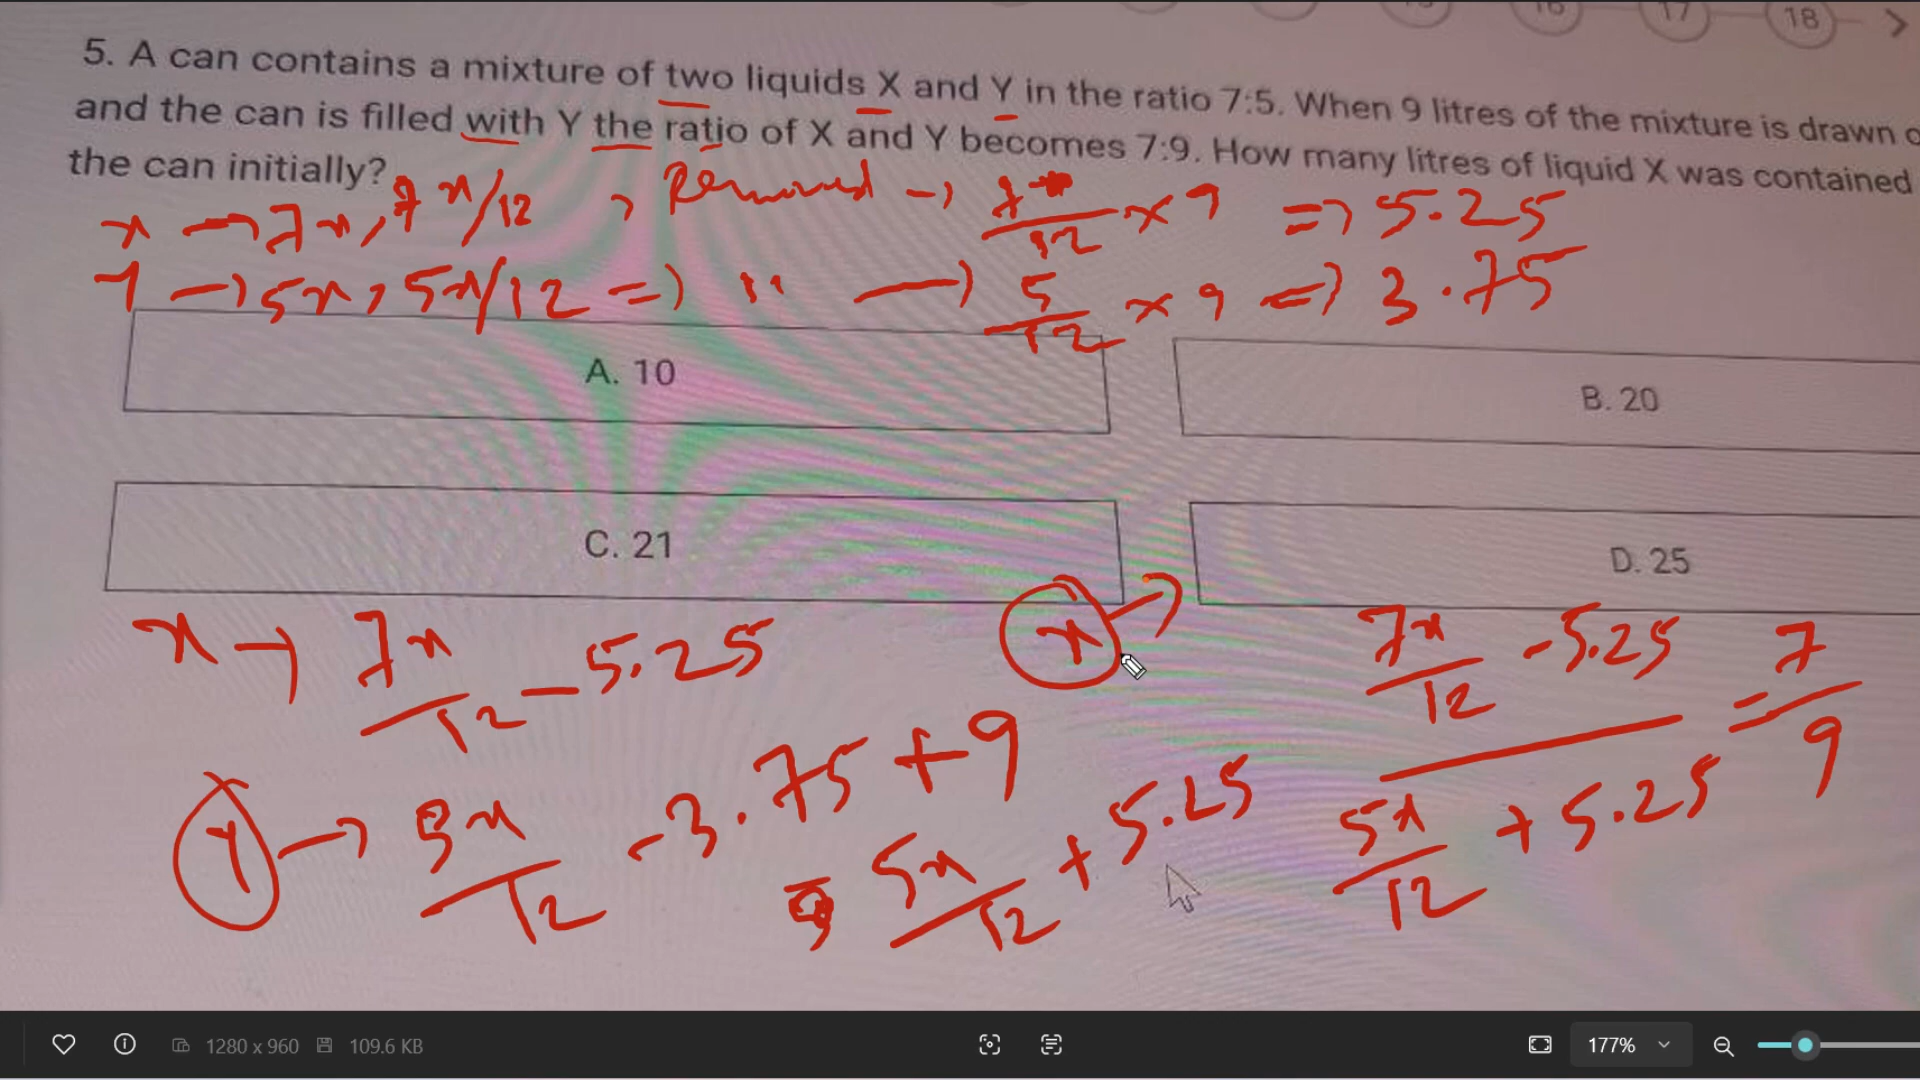 16 17 18
5. A can contains a mixture of two liquids X and Y in the ratio 7:5. When 9 litres of the mixture is drawn
and the can is filled with Y the ratio of X and Y becomes 7:9. How many litres of liquid X was contained
the can initially?
x → 7x, 7x/12 , Removed → 7/12 × 9 => 5.25
Y → 5x, 5x/12 => 11 → 5/12 × 9 => 3.75
A. 10
B. 20
C. 21
D. 25
x → 7x/12 - 5.25
x
7x/12 - 5.25
= 7/9
Y → 5x/12 - 3.75 + 9
5x/12 + 5.25
5x/12 + 5.25
1280 x 960 109.6 KB 177%